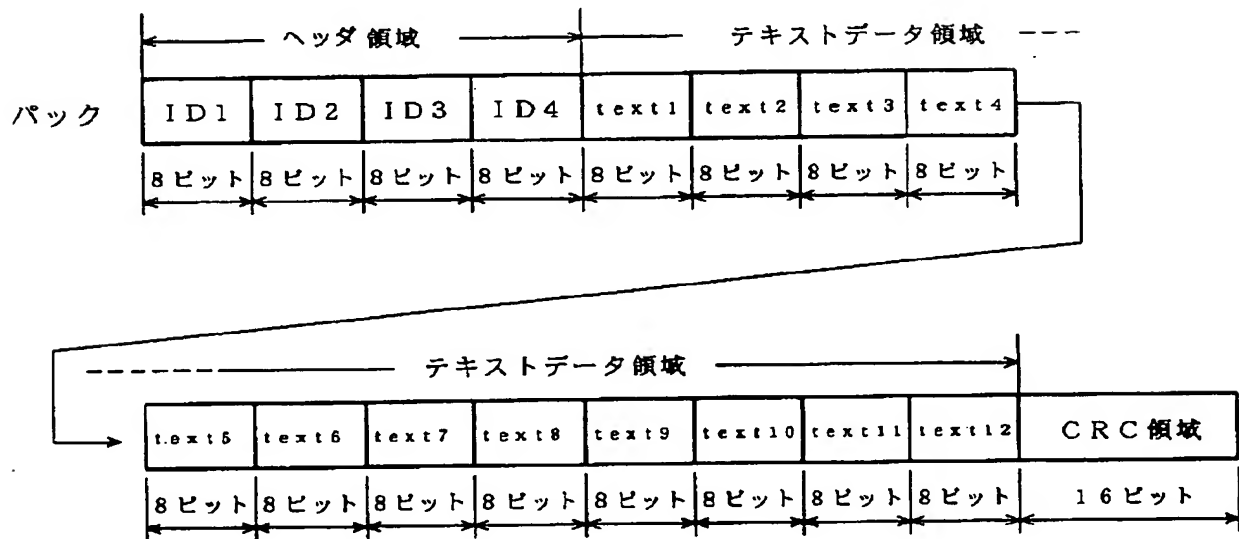 ヘッダ領域 テキストデータ領域
パック ID1 ID2 ID3 ID4 text1 text2 text3 text4
8ビット 8ビット 8ビット 8ビット 8ビット 8ビット 8ビット 8ビット
テキストデータ領域
text5 text6 text7 text8 text9 text10 text11 text12 CRC領域
8ビット 8ビット 8ビット 8ビット 8ビット 8ビット 8ビット 8ビット 16ビット